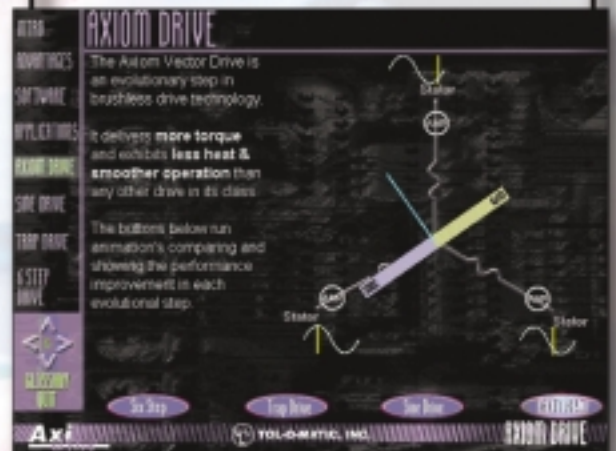 AXIOM DRIVE
INTRO
ADVANTAGES
SOFTWARE
APPLICATIONS
AXIOM DRIVE
SINE DRIVE
TRAP DRIVE
6 STEP
DRIVE
GLOSSARY
QUIT
The Axiom Vector Drive is
an evolutionary step in
brushless drive technology.
It delivers more torque
and exhibits less heat &
smoother operation than
any other drive in its class
The buttons below run
animation's comparing and
showing the performance
improvement in each
evolutional step.
Stator
Stator
Stator
Six Step
Trap Drive
Sine Drive
Axi
TOL-O-MATIC, INC.
AXIOM DRIVE